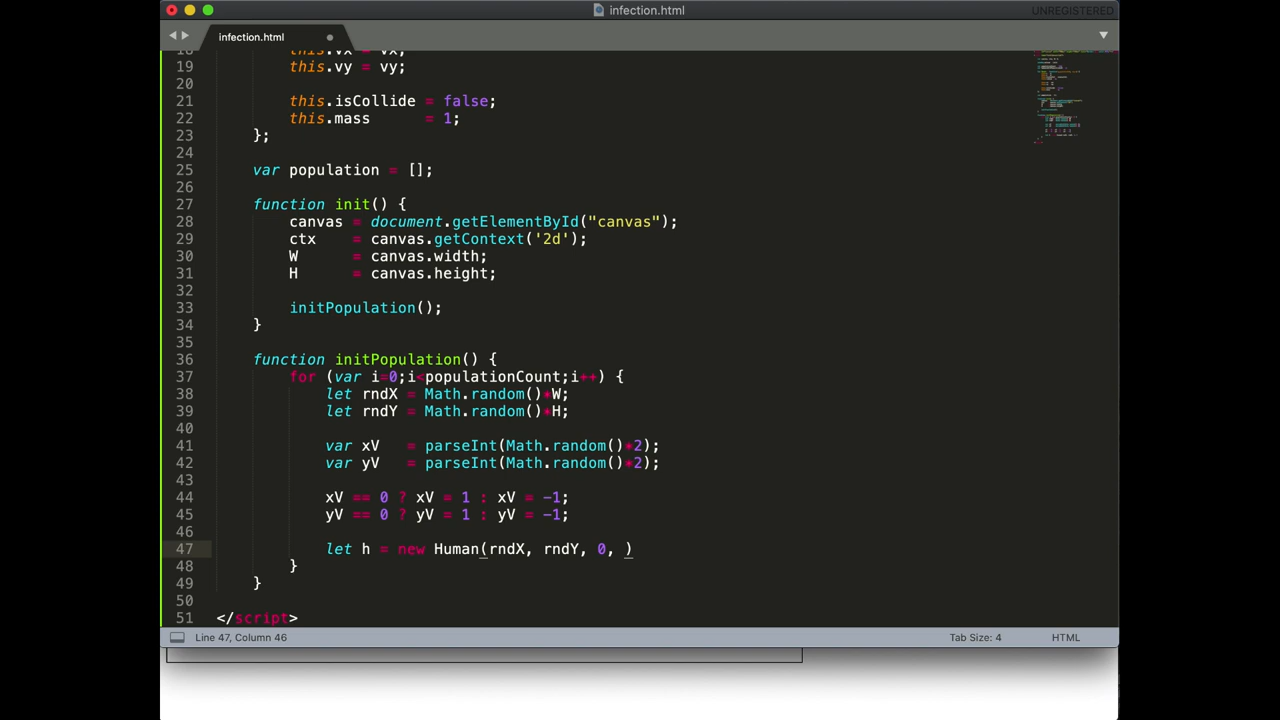 infection.html
UNREGISTERED
infection.html
18 this.vx = vx;
19 this.vy = vy;
20
21 this.isCollide = false;
22 this.mass = 1;
23 };
24
25 var population = [];
26
27 function init() {
28 canvas = document.getElementById("canvas");
29 ctx = canvas.getContext('2d');
30 W = canvas.width;
31 H = canvas.height;
32
33 initPopulation();
34 }
35
36 function initPopulation() {
37 for (var i=0;i<populationCount;i++) {
38 let rndX = Math.random()*W;
39 let rndY = Math.random()*H;
40
41 var xV = parseInt(Math.random()*2);
42 var yV = parseInt(Math.random()*2);
43
44 xV == 0 ? xV = 1 : xV = -1;
45 yV == 0 ? yV = 1 : yV = -1;
46
47 let h = new Human(rndX, rndY, 0, )
48 }
49 }
50
51 </script>
Line 47, Column 46 Tab Size: 4 HTML